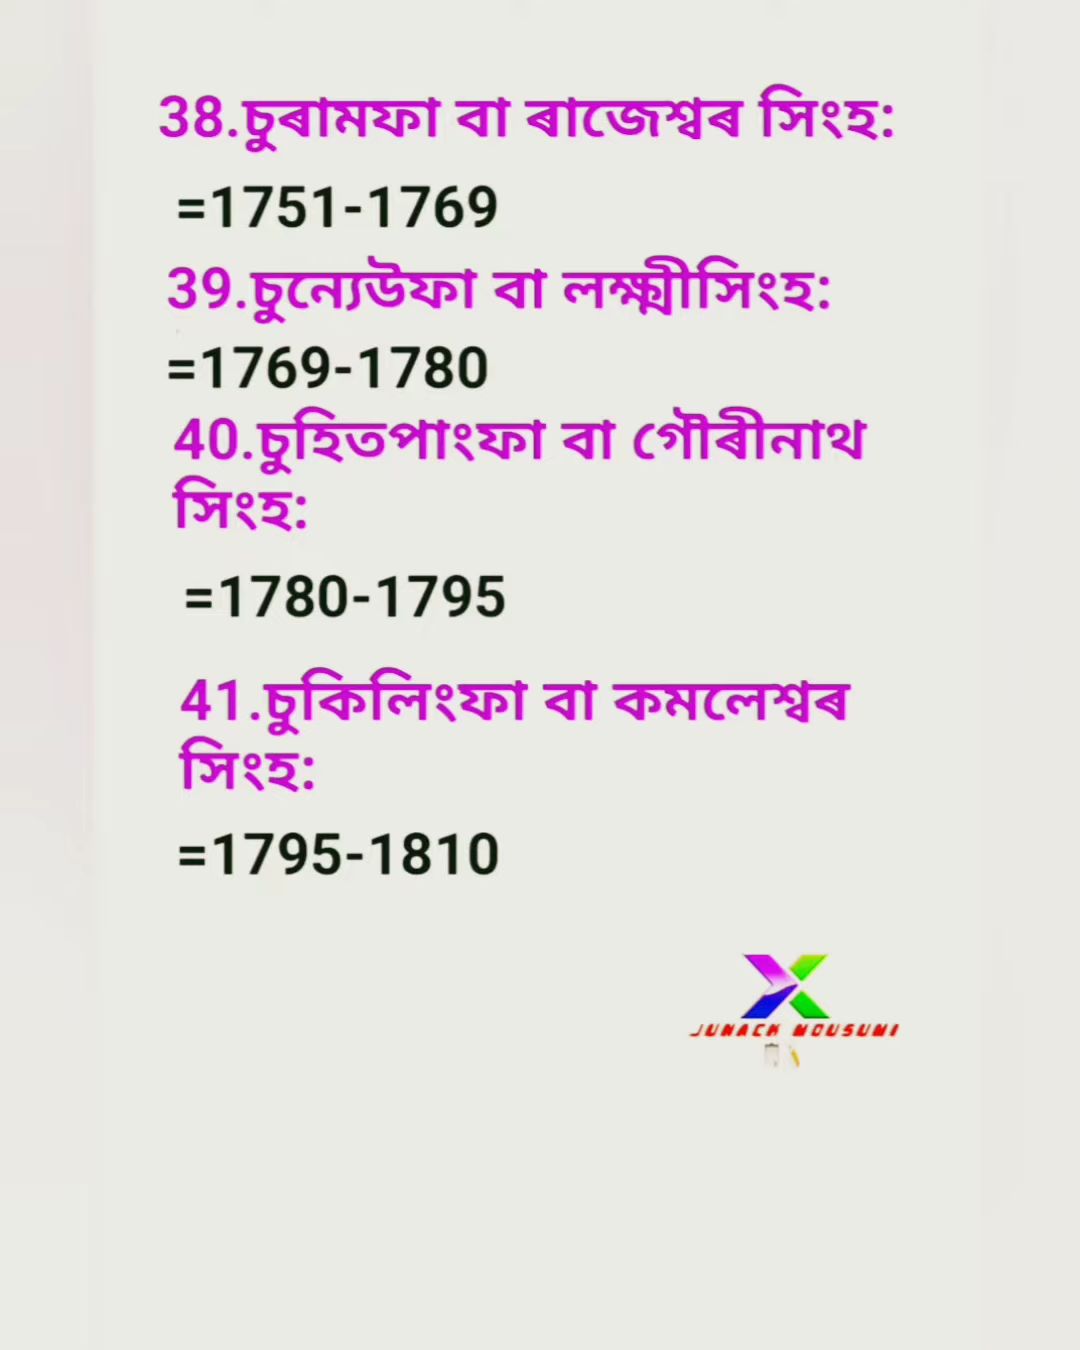 38.চুৰামফা বা ৰাজেশ্বৰ সিংহ:
=1751-1769
39.চুন্যেউফা বা লক্ষ্মীসিংহ:
=1769-1780
40.চুহিতপাংফা বা গৌৰীনাথ
সিংহ:
=1780-1795
41.চুকিলিংফা বা কমলেশ্বৰ
সিংহ:
=1795-1810
JUNACK MOUSUMI